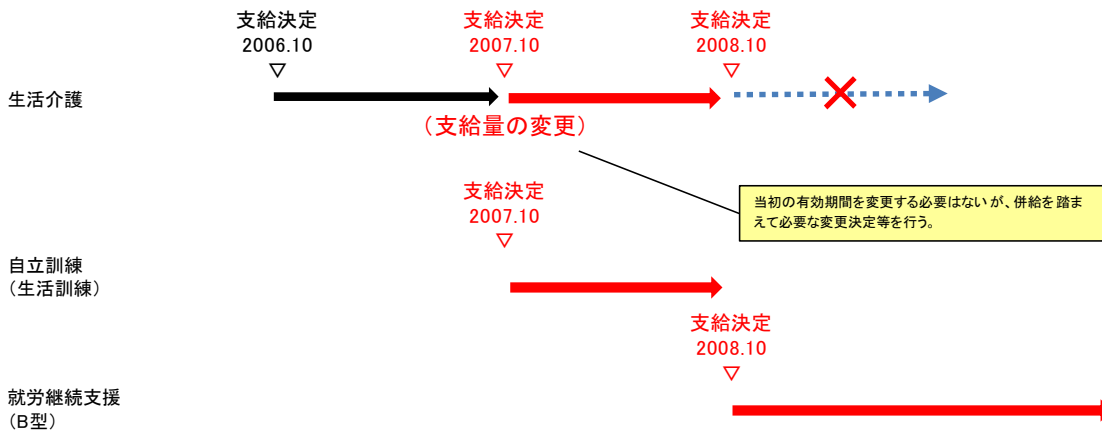 支給決定
2006.10
▽
支給決定
2007.10
▽
支給決定
2008.10
▽
生活介護
(支給量の変更)
当初の有効期間を変更する必要はないが、併給を踏ま
えて必要な変更決定等を行う。
支給決定
2007.10
▽
自立訓練
(生活訓練)
支給決定
2008.10
▽
就労継続支援
(B型)